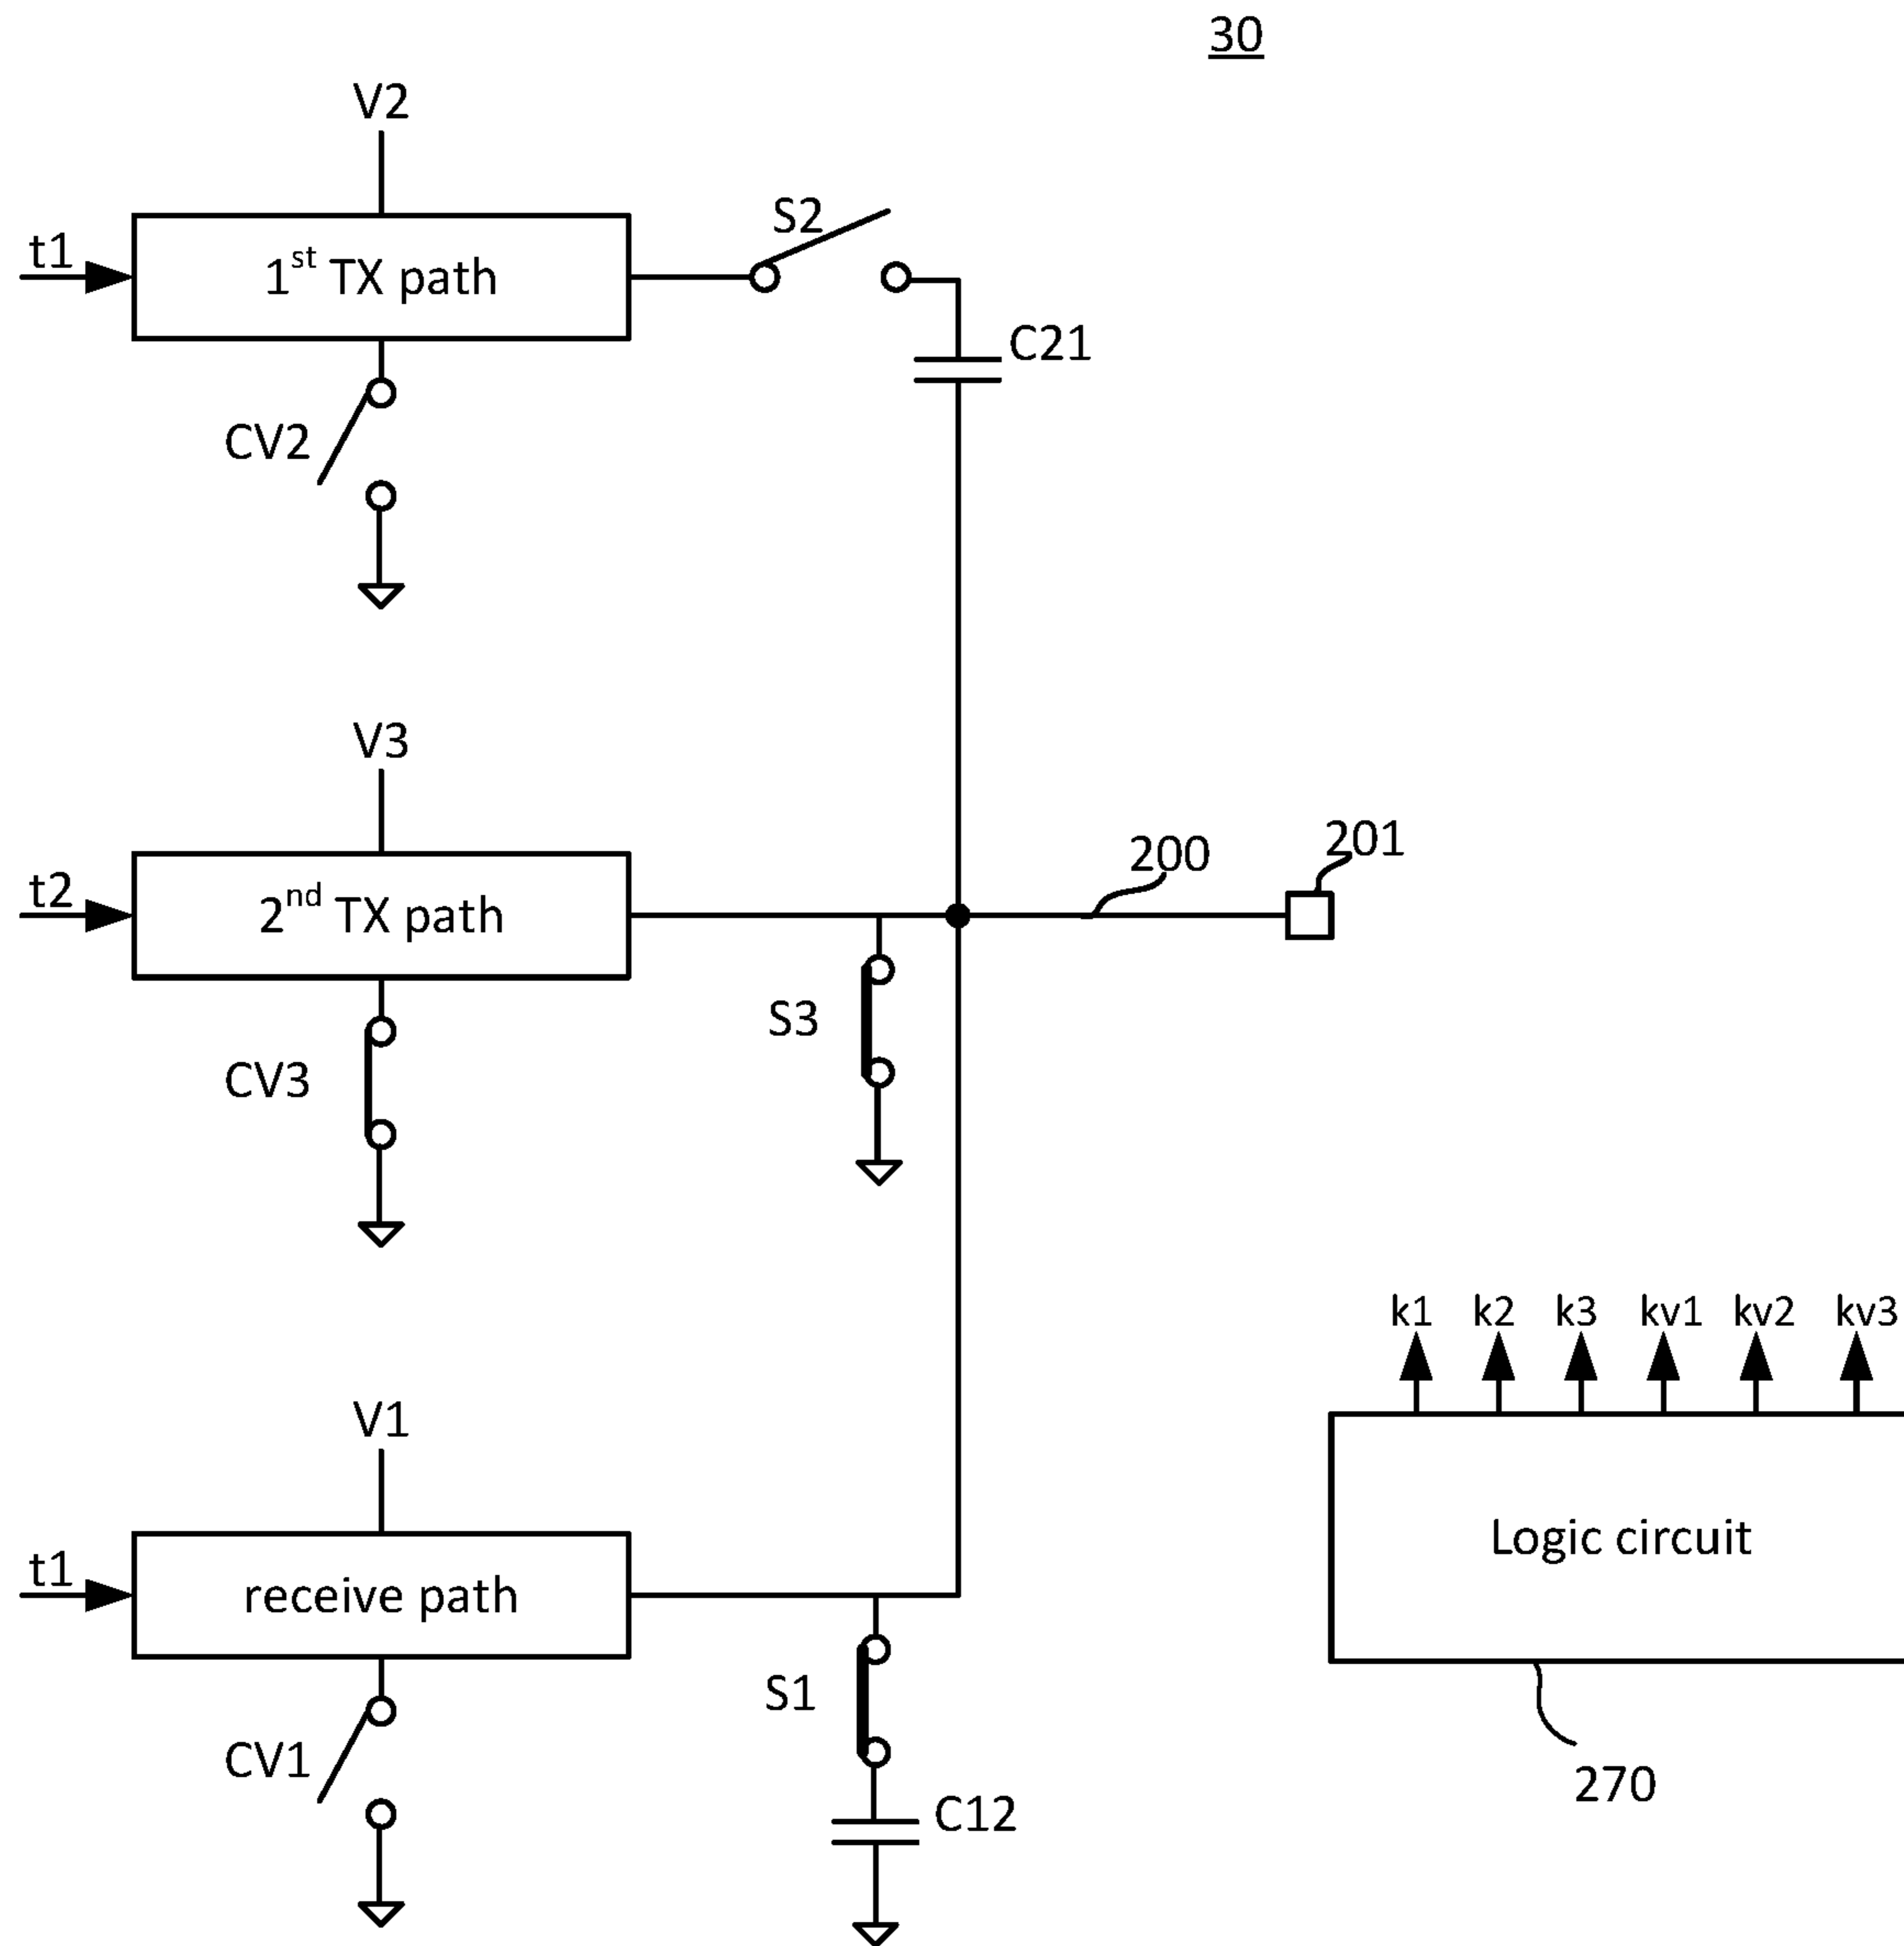 30
V2
t1
1st TX path
S2
C21
CV2
V3
t2
2nd TX path
200
201
S3
CV3
k1 k2 k3 kv1 kv2 kv3
V1
t1
receive path
Logic circuit
S1
CV1
C12
270